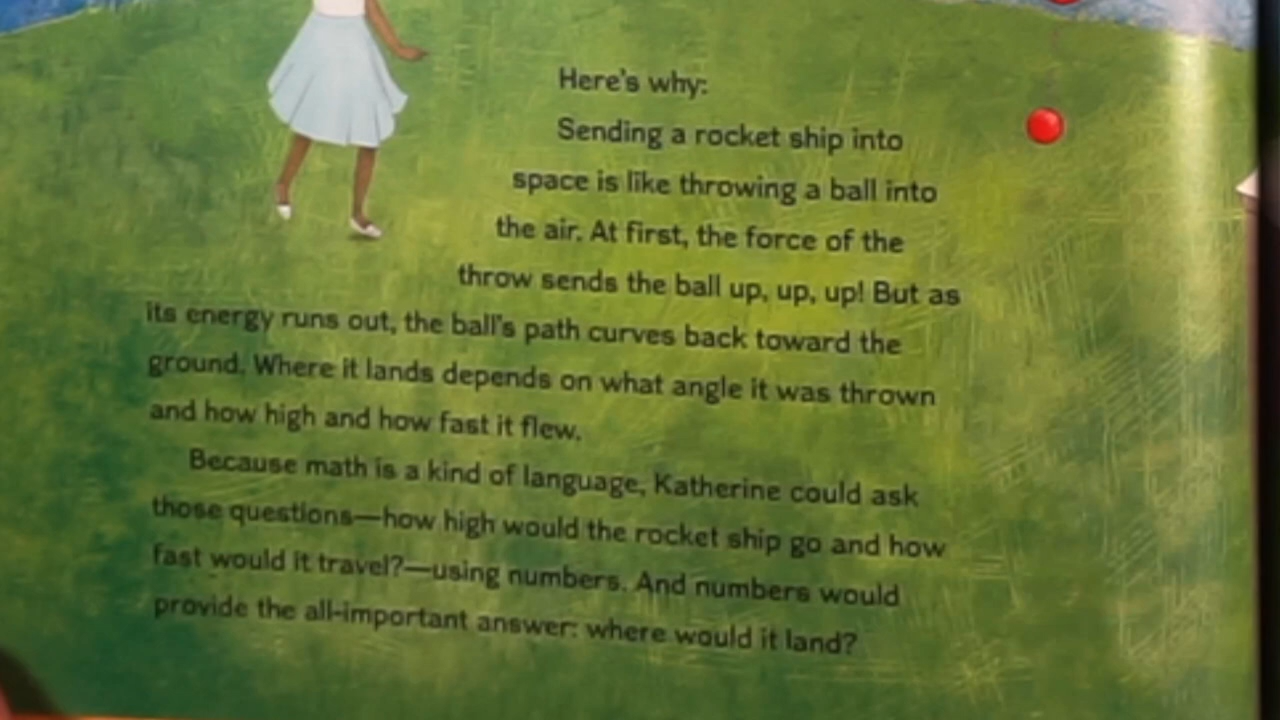 Here's why:
Sending a rocket ship into
space is like throwing a ball into
the air. At first, the force of the
throw sends the ball up, up, up! But as
its energy runs out, the ball's path curves back toward the
ground. Where it lands depends on what angle it was thrown
and how high and how fast it flew.
Because math is a kind of language, Katherine could ask
those questions—how high would the rocket ship go and how
fast would it travel?—using numbers. And numbers would
provide the all-important answer: where would it land?